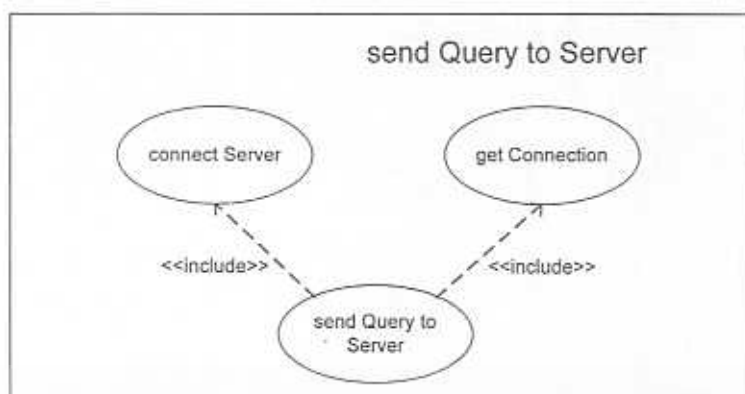 send Query to Server
connect Server
get Connection
<<include>>
<<include>>
send Query to
Server